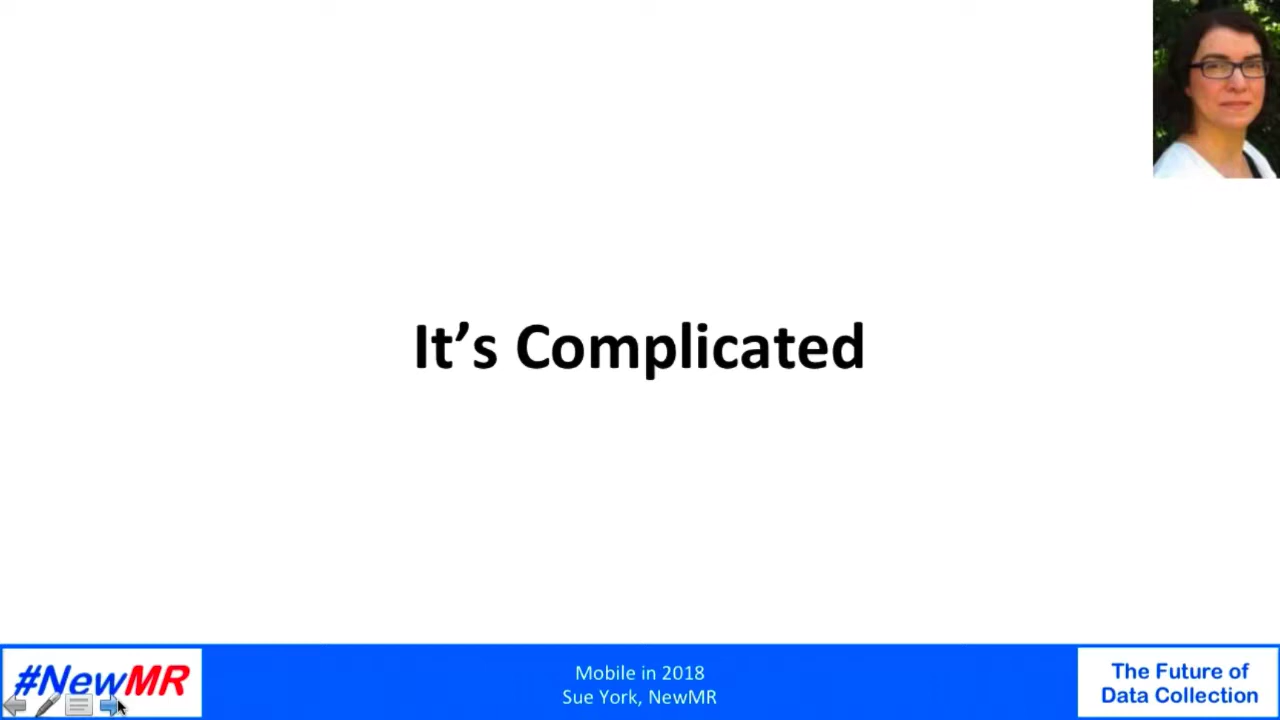 It’s Complicated
#NewMR
Mobile in 2018
Sue York, NewMR
The Future of
Data Collection